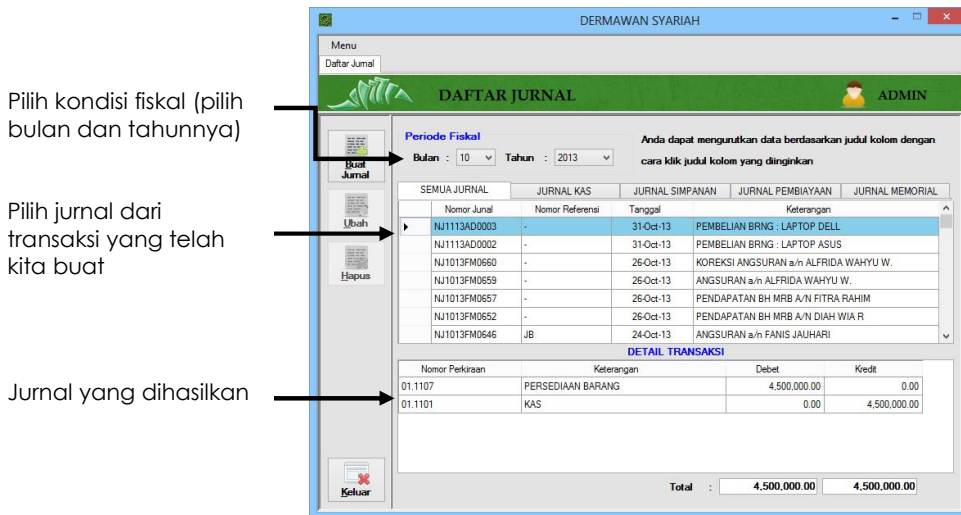 DERMAWAN SYARIAH
Menu
Daftar Jurnal
DAFTAR JURNAL
ADMIN
Pilih kondisi fiskal (pilih
bulan dan tahunnya)
Buat
Jurnal
Periode Fiskal
Bulan : 10 Tahun : 2013
Anda dapat mengurutkan data berdasarkan judul kolom dengan
cara klik judul kolom yang diinginkan
Pilih jurnal dari
transaksi yang telah
kita buat
Ubah
Hapus
SEMUA JURNAL JURNAL KAS JURNAL SIMPANAN JURNAL PEMBIAYAAN JURNAL MEMORIAL
Nomor Junal Nomor Referensi Tanggal Keterangan
NJ1113AD0003 - 31-Oct-13 PEMBELIAN BRNG : LAPTOP DELL
NJ1113AD0002 - 31-Oct-13 PEMBELIAN BRNG : LAPTOP ASUS
NJ1013FM0660 - 26-Oct-13 KOREKSI ANGSURAN a/n ALFRIDA WAHYU W.
NJ1013FM0659 - 26-Oct-13 ANGSURAN a/n ALFRIDA WAHYU W.
NJ1013FM0657 - 26-Oct-13 PENDAPATAN BH MRB A/N FITRA RAHIM
NJ1013FM0652 - 26-Oct-13 PENDAPATAN BH MRB A/N DIAH WIA R
NJ1013FM0646 JB 24-Oct-13 ANGSURAN a/n FANIS JAUHARI
DETAIL TRANSAKSI
Jurnal yang dihasilkan
Nomor Perkiraan Keterangan Debet Kredit
01.1107 PERSEDIAAN BARANG 4,500,000.00 0.00
01.1101 KAS 0.00 4,500,000.00
Keluar
Total : 4,500,000.00 4,500,000.00